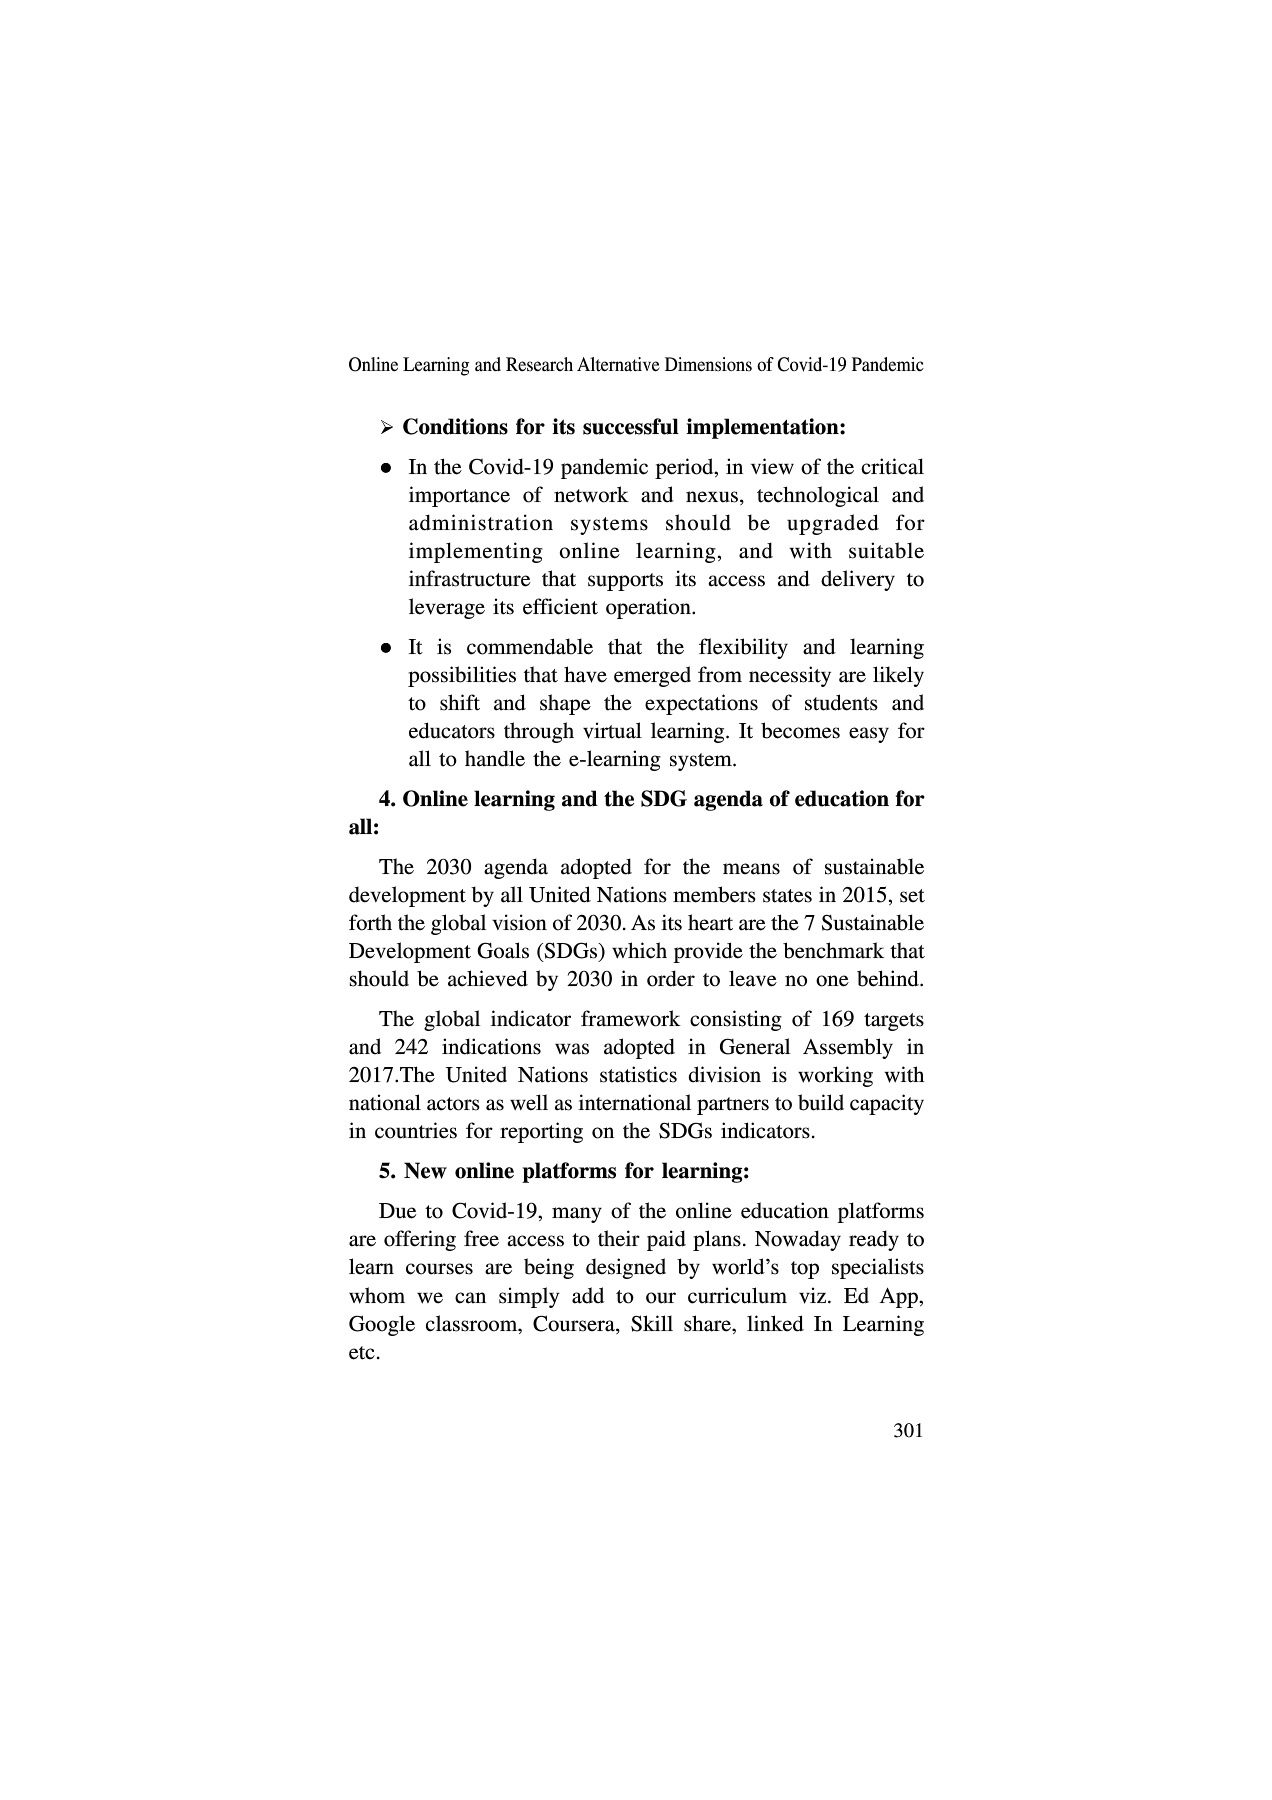 Online Learning and Research Alternative Dimensions of Covid-19 Pandemic
➢ Conditions for its successful implementation:
● In the Covid-19 pandemic period, in view of the critical
importance of network and nexus, technological and
administration systems should be upgraded for
implementing online learning, and with suitable
infrastructure that supports its access and delivery to
leverage its efficient operation.
● It is commendable that the flexibility and learning
possibilities that have emerged from necessity are likely
to shift and shape the expectations of students and
educators through virtual learning. It becomes easy for
all to handle the e-learning system.
4. Online learning and the SDG agenda of education for
all:
The 2030 agenda adopted for the means of sustainable
development by all United Nations members states in 2015, set
forth the global vision of 2030. As its heart are the 7 Sustainable
Development Goals (SDGs) which provide the benchmark that
should be achieved by 2030 in order to leave no one behind.
The global indicator framework consisting of 169 targets
and 242 indications was adopted in General Assembly in
2017.The United Nations statistics division is working with
national actors as well as international partners to build capacity
in countries for reporting on the SDGs indicators.
5. New online platforms for learning:
Due to Covid-19, many of the online education platforms
are offering free access to their paid plans. Nowaday ready to
learn courses are being designed by world’s top specialists
whom we can simply add to our curriculum viz. Ed App,
Google classroom, Coursera, Skill share, linked In Learning
etc.
301